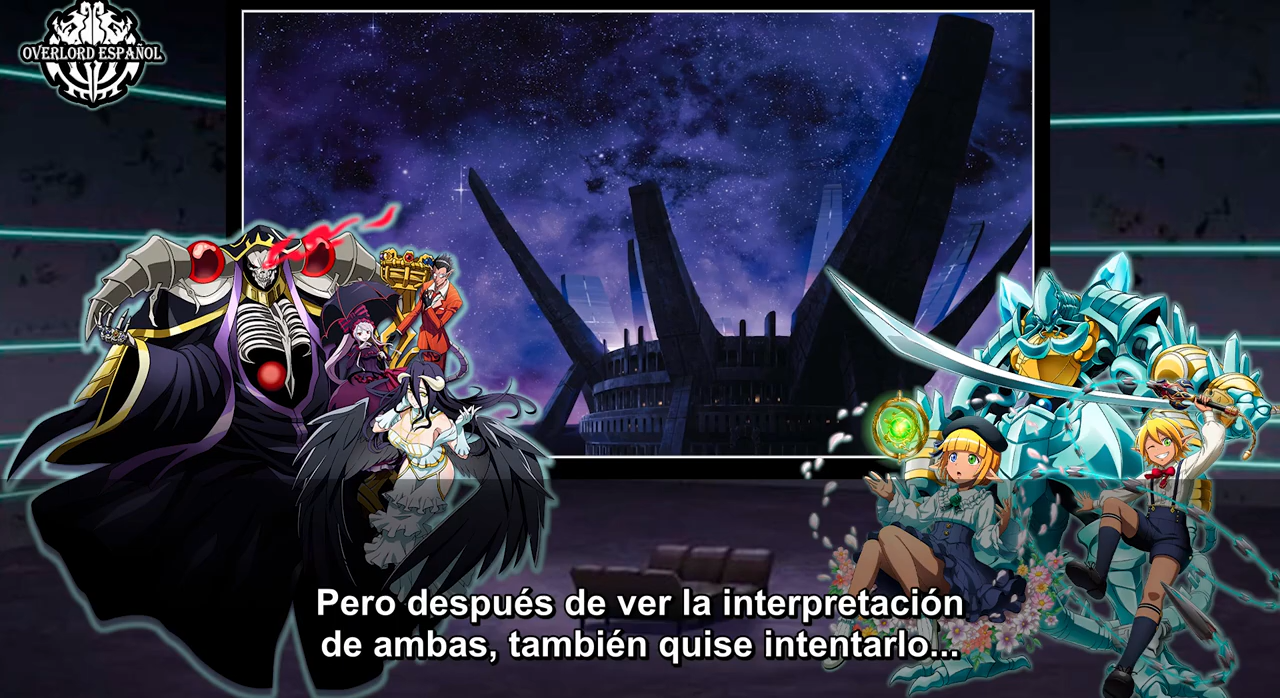 OVERLORD ESPAÑOL
Pero después de ver la interpretación
de ambas, también quise intentarlo...